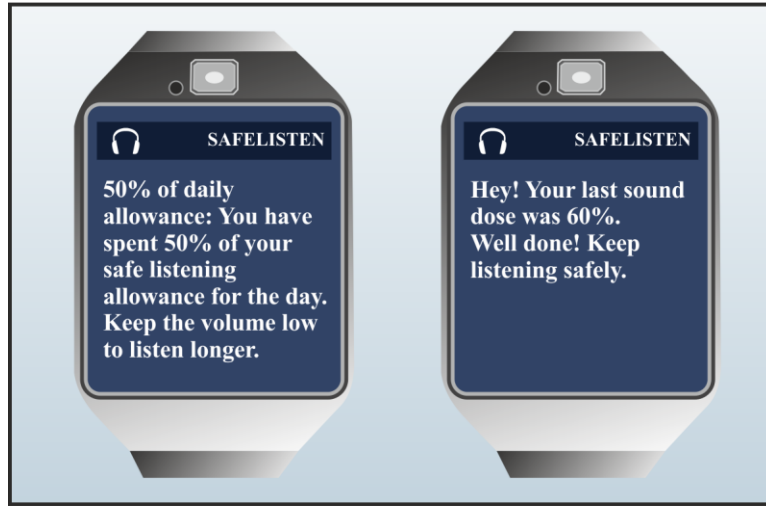 SAFELISTEN
50% of daily
allowance: You have
spent 50% of your
safe listening
allowance for the day.
Keep the volume low
to listen longer.
SAFELISTEN
Hey! Your last sound
dose was 60%.
Well done! Keep
listening safely.